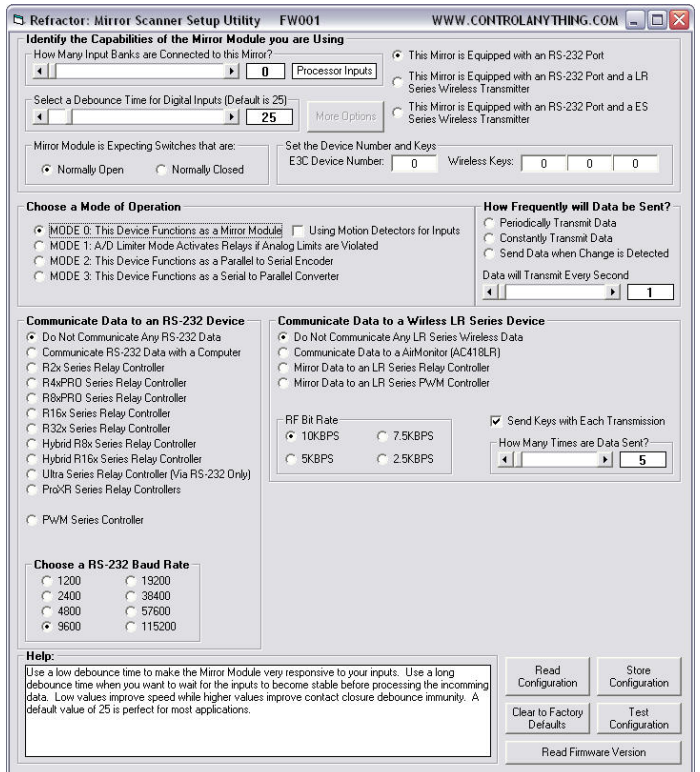 Refractor: Mirror Scanner Setup Utility FW001 WWW.CONTROLANYTHING.COM
Identify the Capabilities of the Mirror Module you are Using
How Many Input Banks are Connected to this Mirror?
0 Processor Inputs
Select a Debounce Time for Digital Inputs (Default is 25)
25 More Options
This Mirror is Equipped with an RS-232 Port
This Mirror is Equipped with an RS-232 Port and a LR
Series Wireless Transmitter
This Mirror is Equipped with an RS-232 Port and a ES
Series Wireless Transmitter
Mirror Module is Expecting Switches that are:
Normally Open Normally Closed
Set the Device Number and Keys
E3C Device Number: 0 Wireless Keys: 0 0 0
Choose a Mode of Operation
MODE 0: This Device Functions as a Mirror Module Using Motion Detectors for Inputs
MODE 1: A/D Limiter Mode Activates Relays if Analog Limits are Violated
MODE 2: This Device Functions as a Parallel to Serial Encoder
MODE 3: This Device Functions as a Serial to Parallel Converter
How Frequently will Data be Sent?
Periodically Transmit Data
Constantly Transmit Data
Send Data when Change is Detected
Data will Transmit Every Second
1
Communicate Data to an RS-232 Device
Do Not Communicate Any RS-232 Data
Communicate RS-232 Data with a Computer
R2x Series Relay Controller
R4xPRO Series Relay Controller
R8xPRO Series Relay Controller
R16x Series Relay Controller
R32x Series Relay Controller
Hybrid R8x Series Relay Controller
Hybrid R16x Series Relay Controller
Ultra Series Relay Controller (Via RS-232 Only)
ProXR Series Relay Controllers
PWM Series Controller
Choose a RS-232 Baud Rate
1200 19200
2400 38400
4800 57600
9600 115200
Communicate Data to a Wirless LR Series Device
Do Not Communicate Any LR Series Wireless Data
Communicate Data to a AirMonitor (AC418LR)
Mirror Data to an LR Series Relay Controller
Mirror Data to an LR Series PWM Controller
RF Bit Rate
10KBPS 7.5KBPS
5KBPS 2.5KBPS
Send Keys with Each Transmission
How Many Times are Data Sent?
5
Help:
Use a low debounce time to make the Mirror Module very responsive to your inputs. Use a long
debounce time when you want to wait for the inputs to become stable before processing the incomming
data. Low values improve speed while higher values improve contact closure debounce immunity. A
default value of 25 is perfect for most applications.
Read
Configuration
Store
Configuration
Clear to Factory
Defaults
Test
Configuration
Read Firmware Version